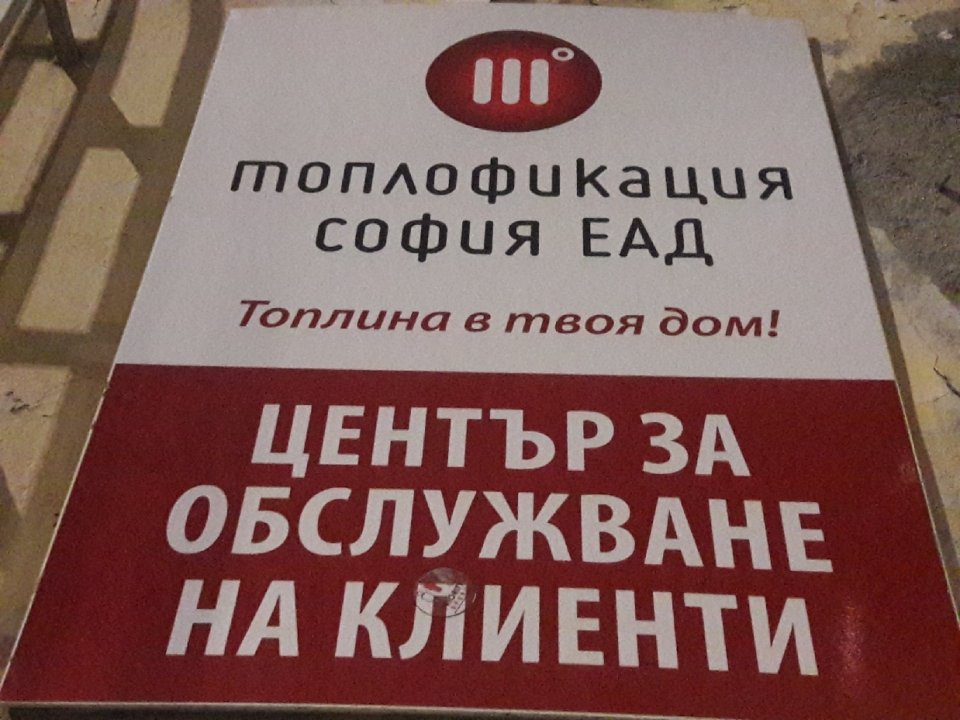 топлофикация
софия ЕАД
Топлина в твоя дом!
ЦЕНТЪР ЗА
ОБСЛУЖВАНЕ
НА КЛИЕНТИ